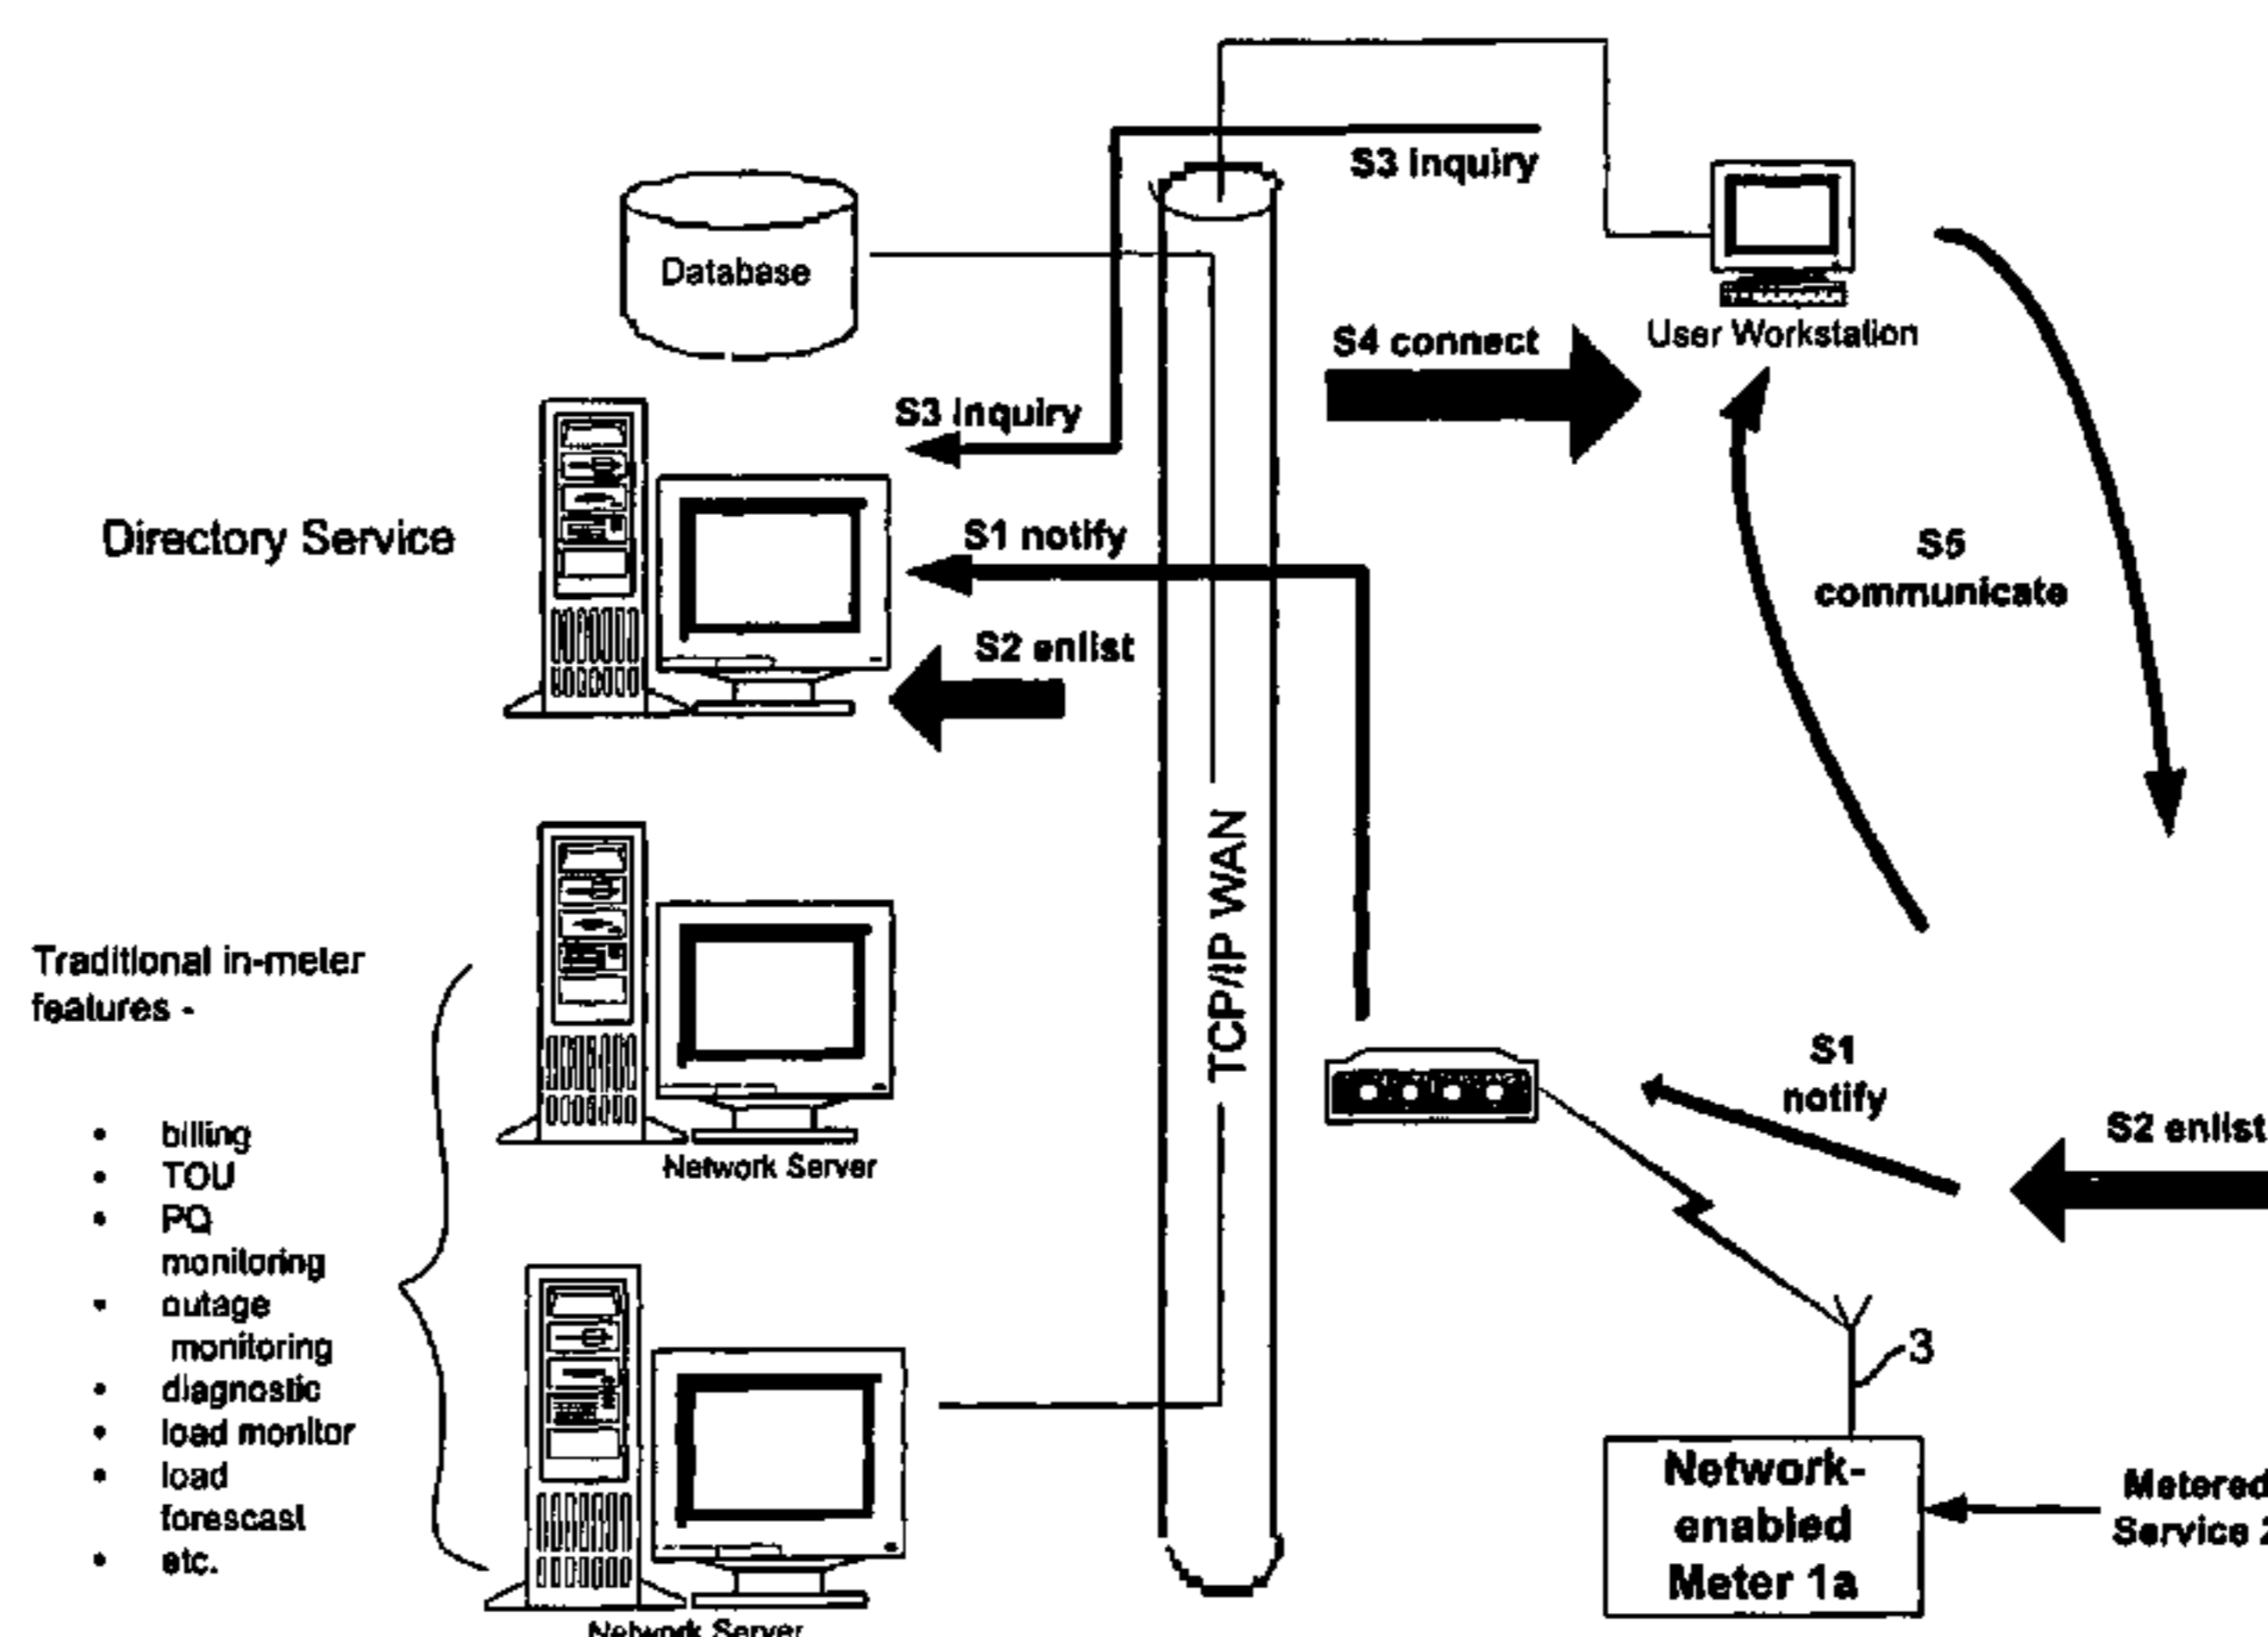 S3 inquiry
Database
S4 connect
User Workstation
S3 inquiry
Directory Service
S1 notify
S5
communicate
S2 enlist
TCP/IP WAN
Traditional in-meter
features -
• billing
• TOU
• PQ
monitoring
• outage
monitoring
• diagnostic
• load monitor
• load
forescast
• etc.
Network Server
S1
notify
S2 enlist
3
Network-
enabled
Meter 1a
Metered
Service 2
Network Server